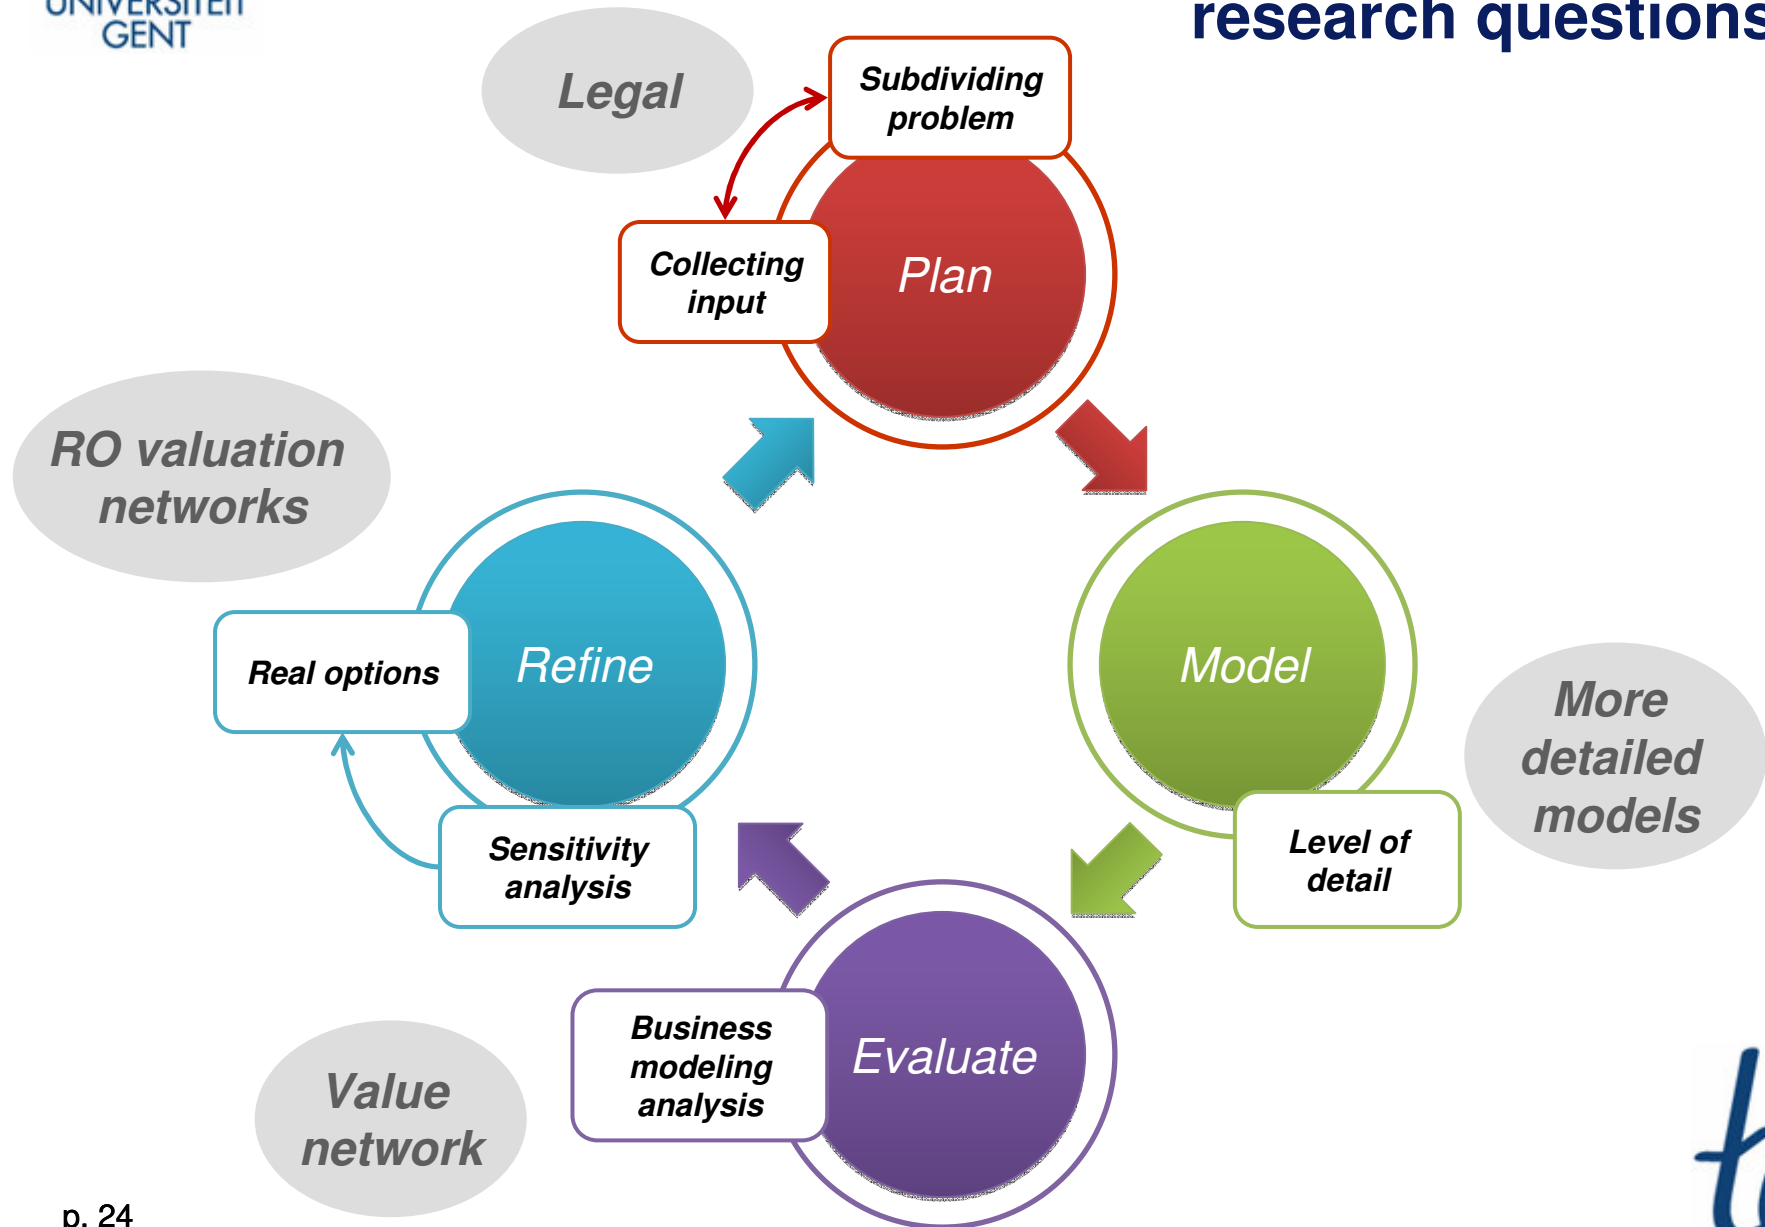 UNIVERSITEIT
GENT
research questions
Legal
Subdividing
problem
Collecting
input
Plan
RO valuation
networks
Real options
Refine
Model
More
detailed
models
Sensitivity
analysis
Level of
detail
Business
modeling
analysis
Evaluate
Value
network
p. 24